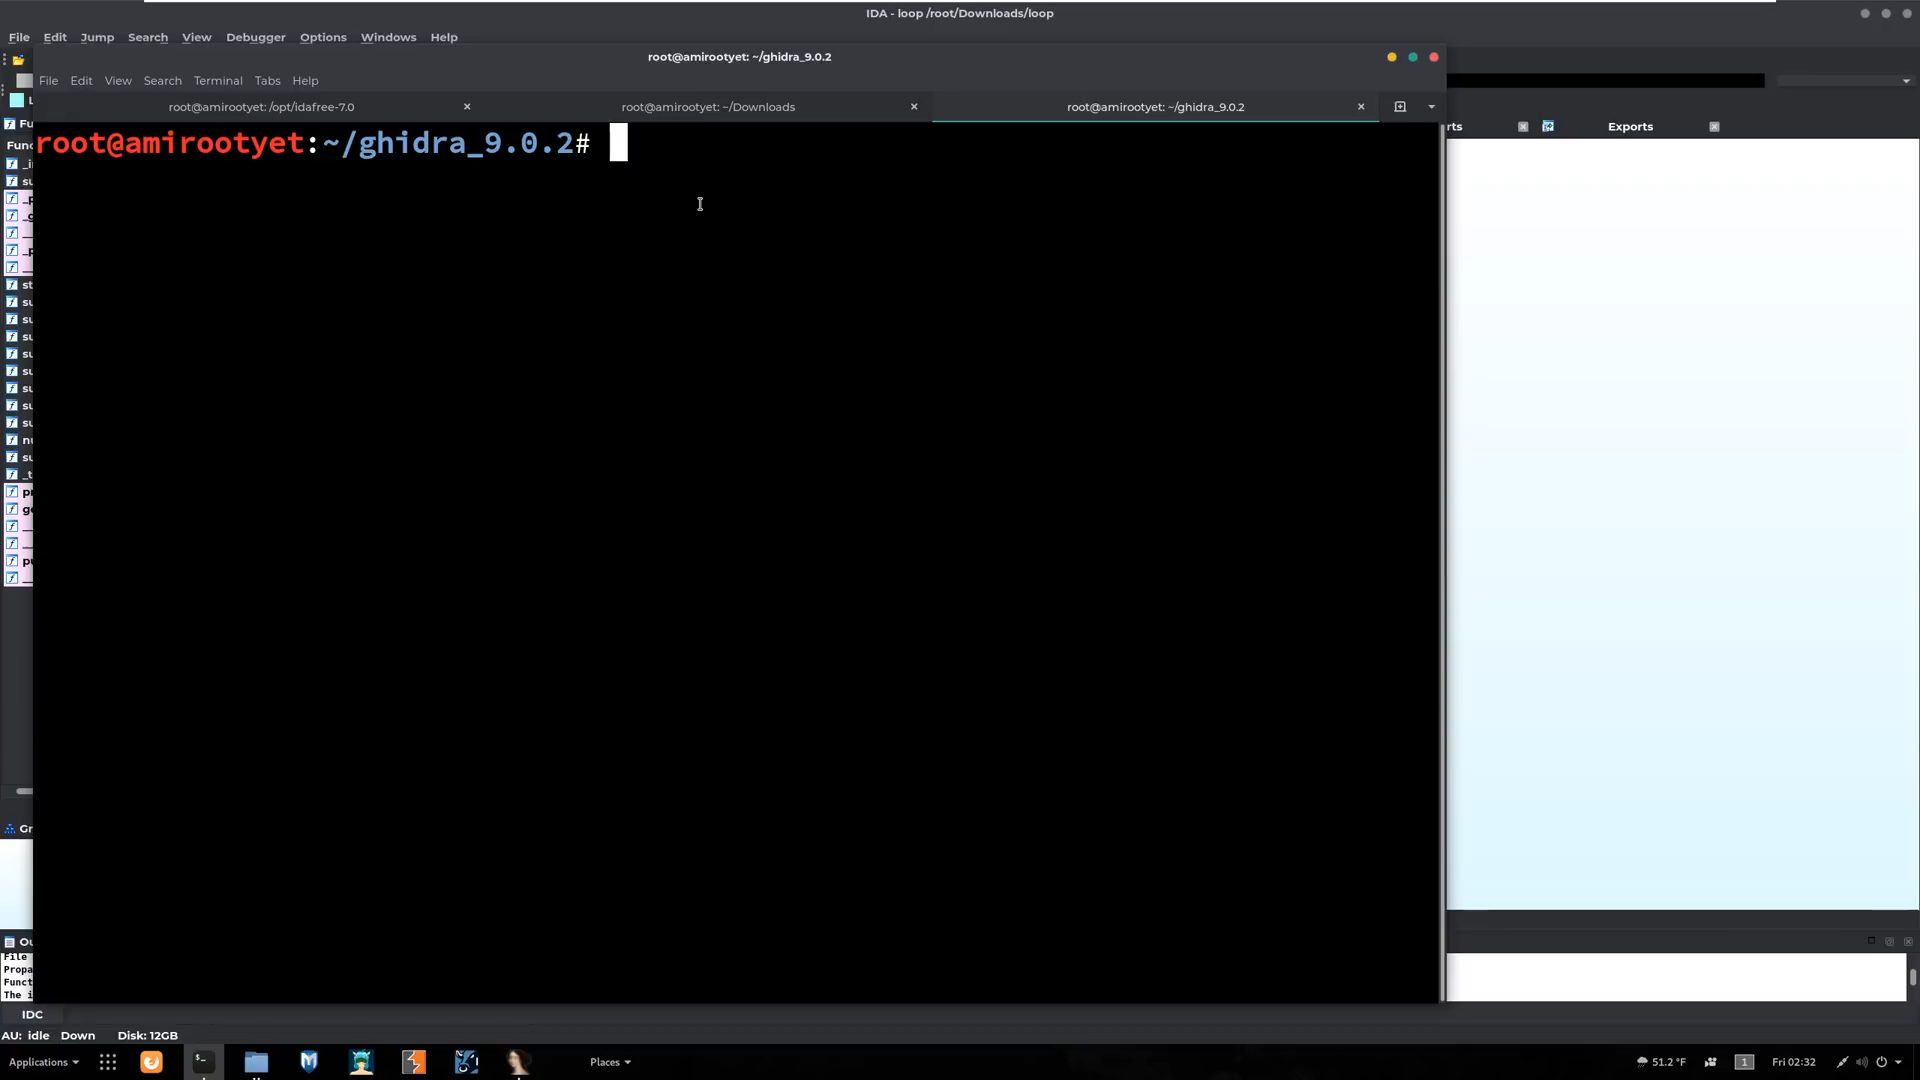 IDA - loop /root/Downloads/loop
File Edit Jump Search View Debugger Options Windows Help
root@amirootyet: ~/ghidra_9.0.2
File Edit View Search Terminal Tabs Help
root@amirootyet: /opt/idafree-7.0
root@amirootyet: ~/Downloads
root@amirootyet: ~/ghidra_9.0.2
Exports
root@amirootyet:~/ghidra_9.0.2#
File
IDC
AU: idle Down Disk: 12GB
Applications
Places
51.2 °F
1
Fri 02:32